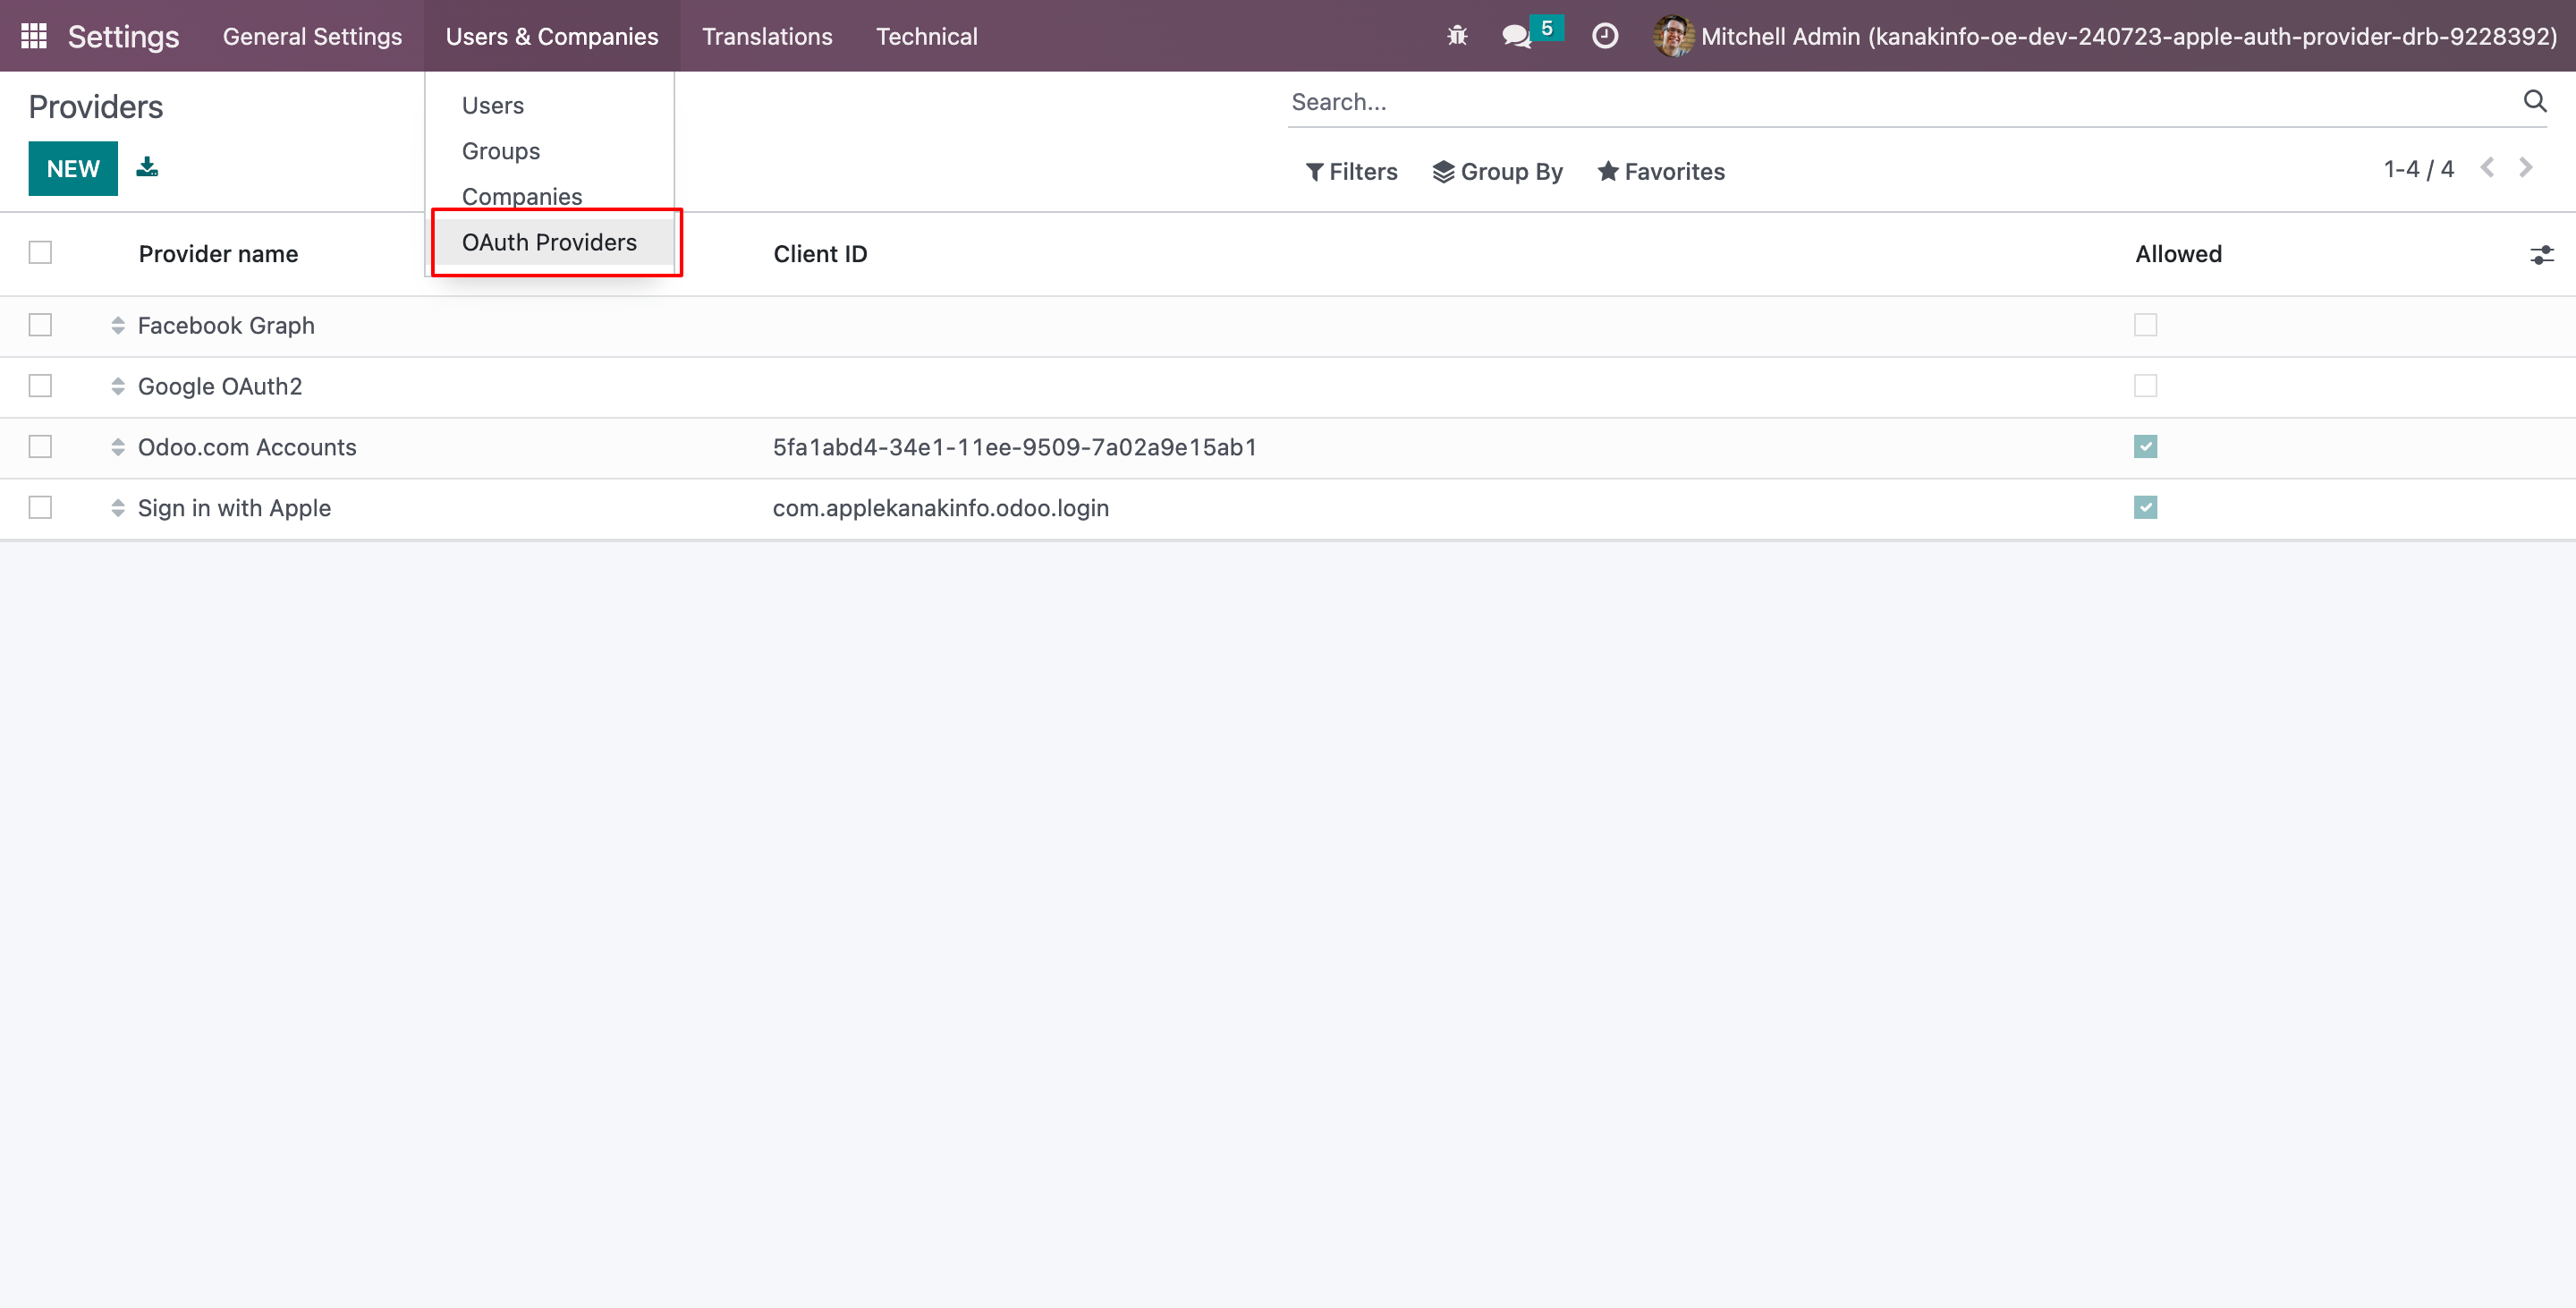 Settings General Settings Users & Companies Translations Technical 5 Mitchell Admin (kanakinfo-oe-dev-240723-apple-auth-provider-drb-9228392)
Providers
Users
Search...
Groups
NEW
Filters Group By Favorites 1-4 / 4
Companies
OAuth Providers
Provider name Client ID Allowed
Facebook Graph
Google OAuth2
Odoo.com Accounts 5fa1abd4-34e1-11ee-9509-7a02a9e15ab1
Sign in with Apple com.applekanakinfo.odoo.login